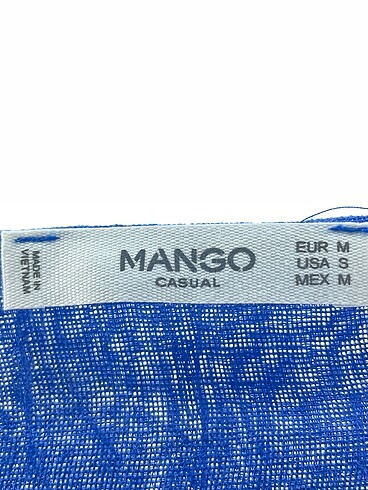 MADE IN
VIETNAM
MANGO
CASUAL
EUR M
USA S
MEX M